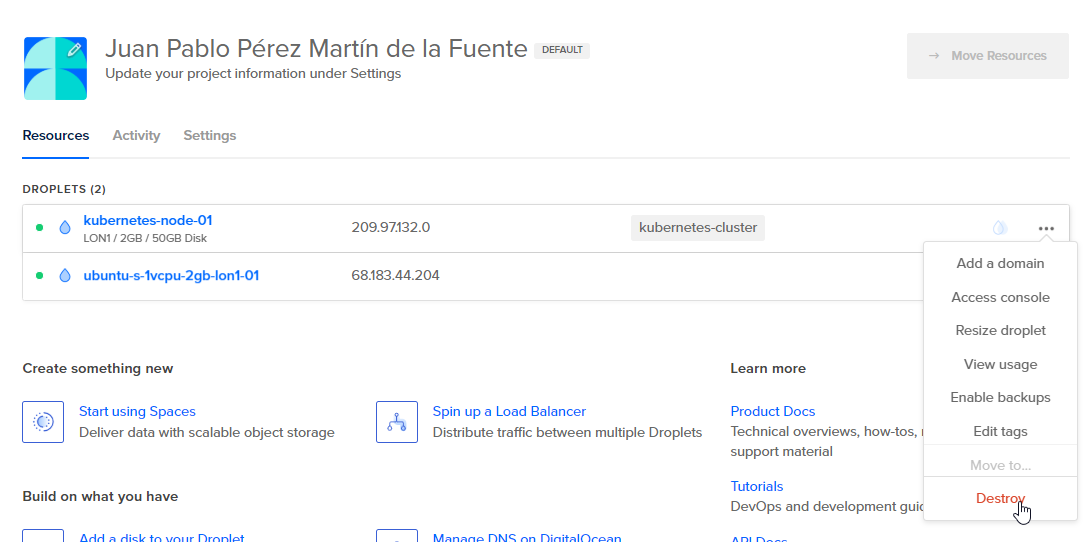 Juan Pablo Pérez Martín de la Fuente DEFAULT
Update your project information under Settings
→ Move Resources
Resources Activity Settings
DROPLETS (2)
kubernetes-node-01 209.97.132.0 kubernetes-cluster
LON1 / 2GB / 50GB Disk
ubuntu-s-1vcpu-2gb-lon1-01 68.183.44.204
Add a domain
Access console
Resize droplet
View usage
Enable backups
Edit tags
Move to...
Destroy
Create something new
Start using Spaces
Deliver data with scalable object storage
Spin up a Load Balancer
Distribute traffic between multiple Droplets
Learn more
Product Docs
Technical overviews, how-tos,
support material
Tutorials
DevOps and development
Build on what you have
Add a disk to your Droplet
Manage DNS on DigitalOcean
API Docs